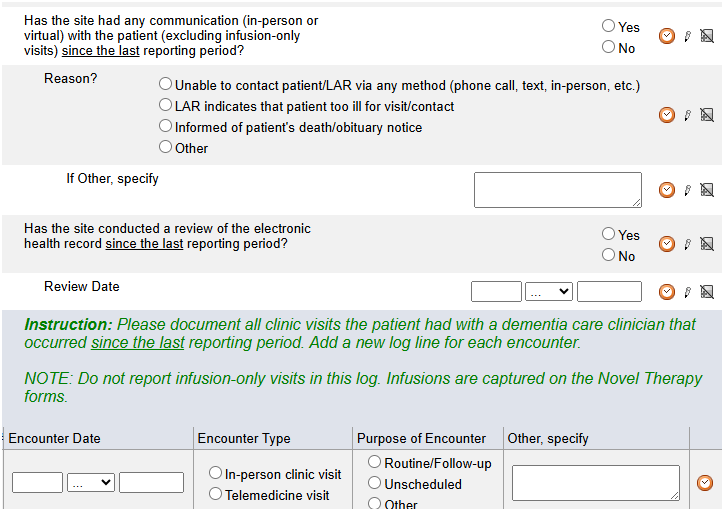 Has the site had any communication (in-person or
virtual) with the patient (excluding infusion-only
visits) since the last reporting period?
Yes
No
Reason?
Unable to contact patient/LAR via any method (phone call, text, in-person, etc.)
LAR indicates that patient too ill for visit/contact
Informed of patient's death/obituary notice
Other
If Other, specify
Has the site conducted a review of the electronic
health record since the last reporting period?
Yes
No
Review Date
...
Instruction: Please document all clinic visits the patient had with a dementia care clinician that
occurred since the last reporting period. Add a new log line for each encounter.
NOTE: Do not report infusion-only visits in this log. Infusions are captured on the Novel Therapy
forms.
Encounter Date Encounter Type Purpose of Encounter Other, specify
...
In-person clinic visit
Telemedicine visit
Routine/Follow-up
Unscheduled
Other